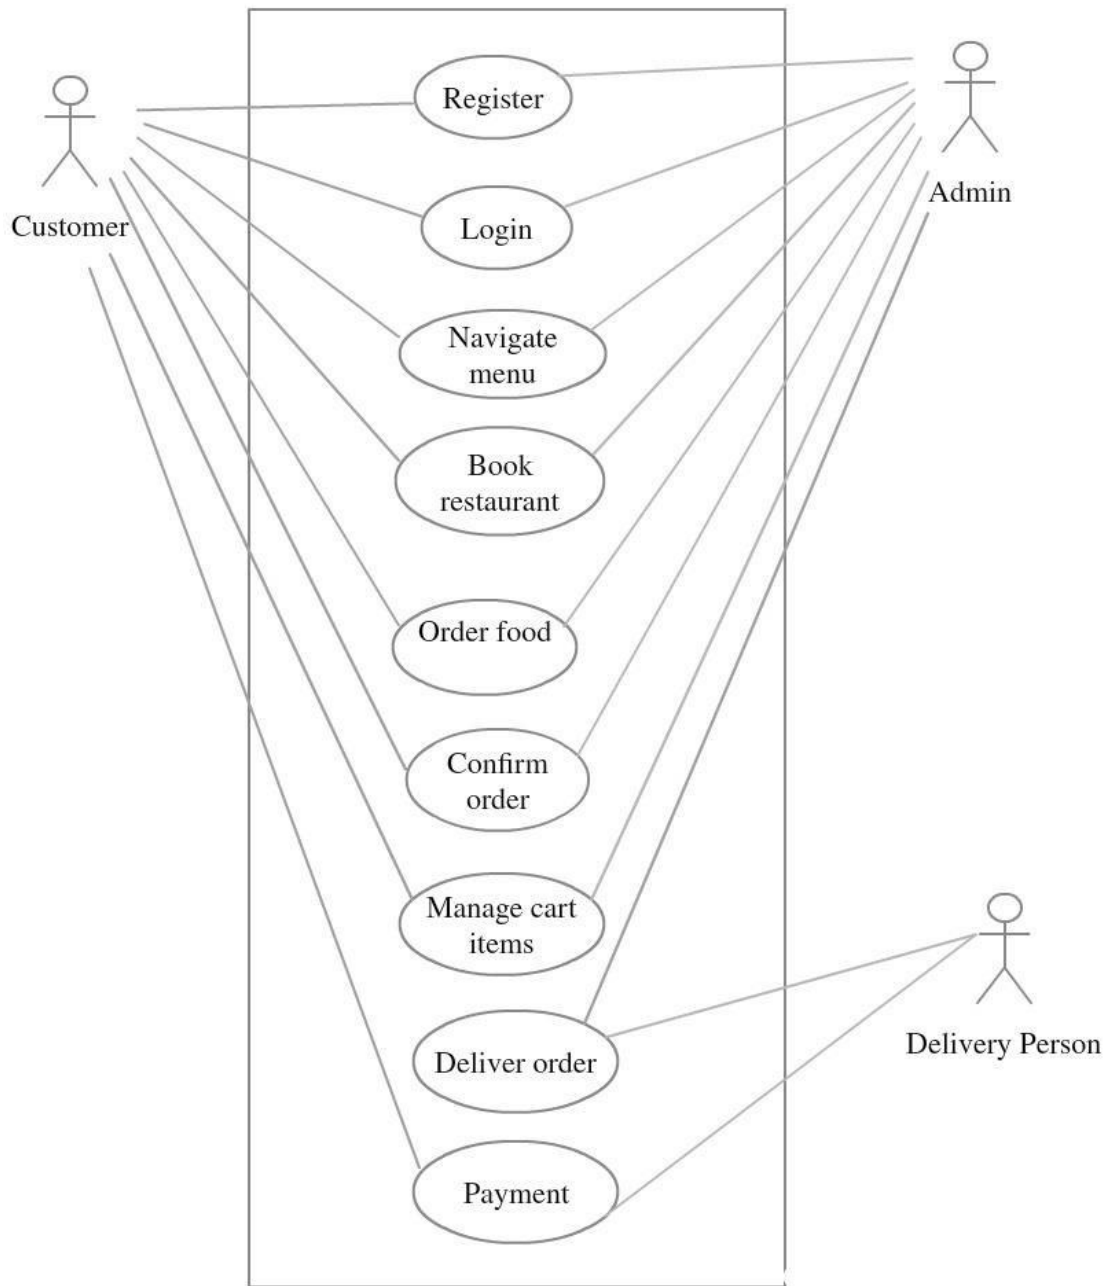 Customer
Admin
Register
Login
Navigate
menu
Book
restaurant
Order food
Confirm
order
Manage cart
items
Deliver order
Delivery Person
Payment